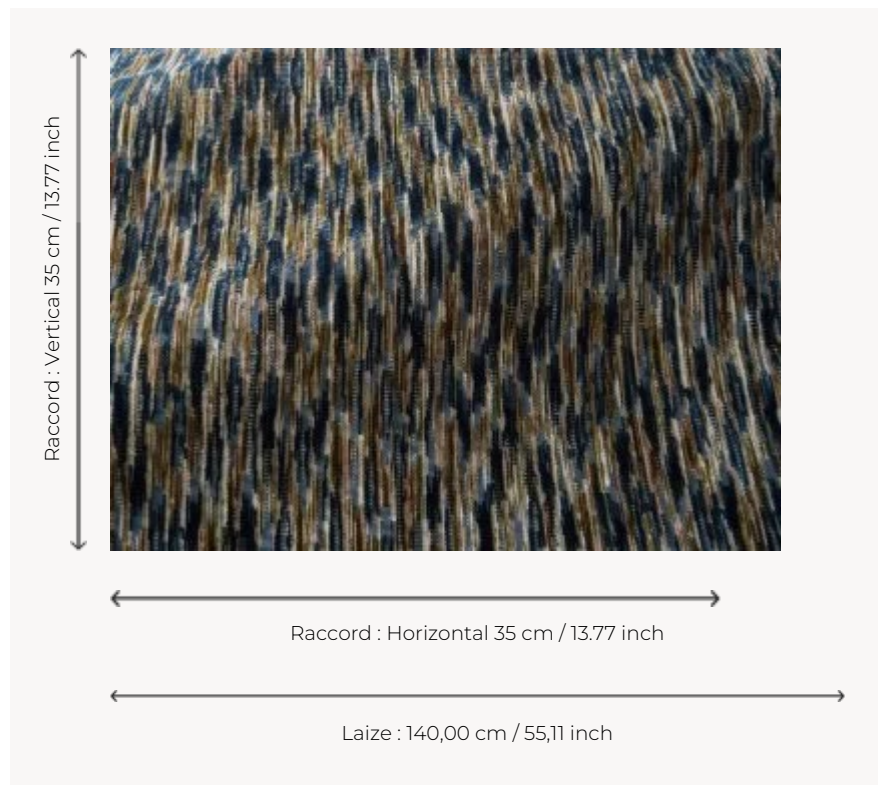 Raccord : Vertical 35 cm / 13.77 inch
Raccord : Horizontal 35 cm / 13.77 inch
Laize : 140,00 cm / 55,11 inch